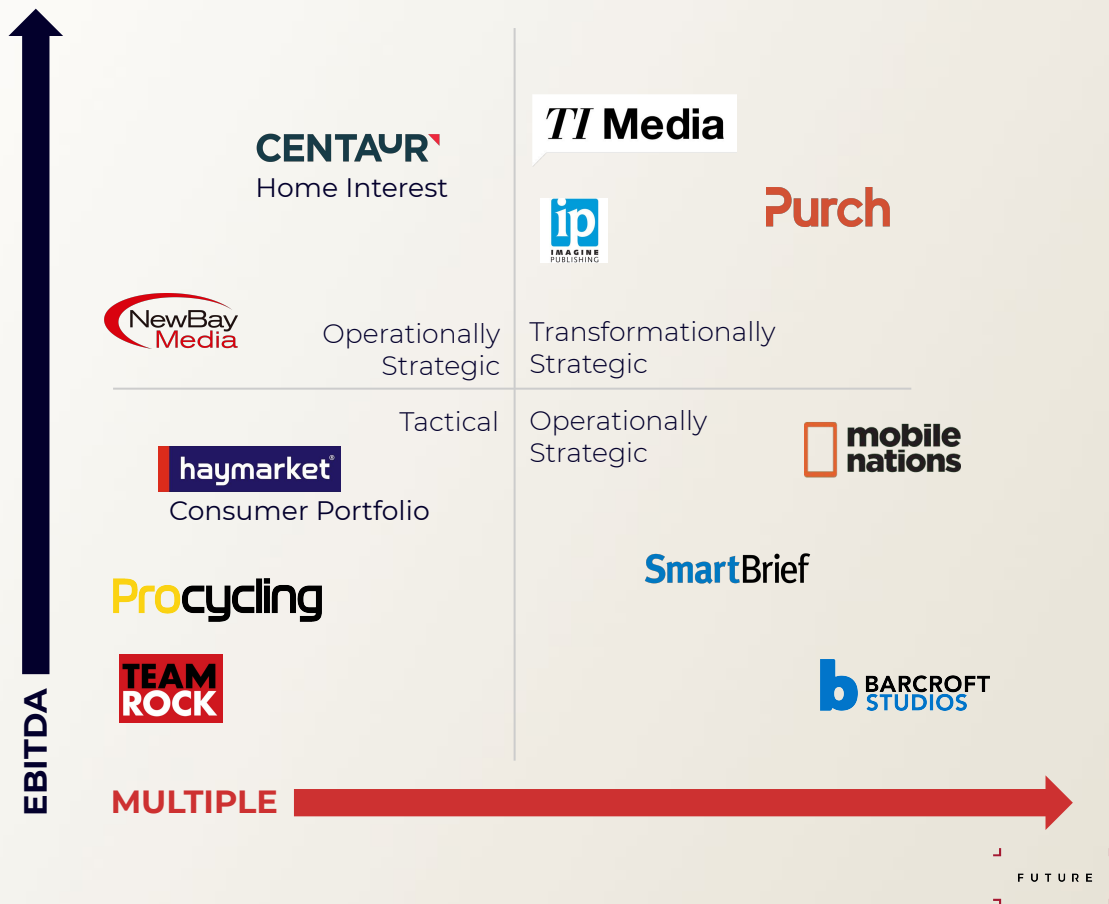 TI Media
CENTAUR
Home Interest
Purch
ip
IMAGINE
PUBLISHING
NewBay
Media
Operationally
Strategic
Transformationally
Strategic
Tactical
Operationally
Strategic
mobile
nations
haymarket®
Consumer Portfolio
SmartBrief
Procycling
TEAM
ROCK
b BARCROFT
STUDIOS
EBITDA
MULTIPLE
FUTURE